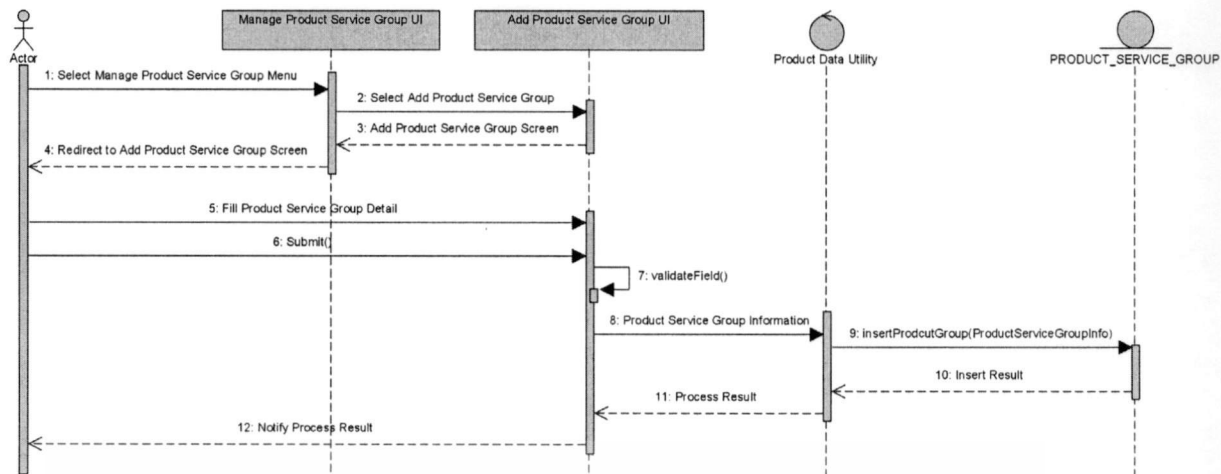 Manage Product Service Group UI
Add Product Service Group UI
Actor
Product Data Utility
PRODUCT_SERVICE_GROUP
1: Select Manage Product Service Group Menu
2: Select Add Product Service Group
3: Add Product Service Group Screen
4: Redirect to Add Product Service Group Screen
5: Fill Product Service Group Detail
6: Submit()
7: validateField()
8: Product Service Group Information
9: insertProdcutGroup(ProductServiceGroupInfo)
10: Insert Result
11: Process Result
12: Notify Process Result